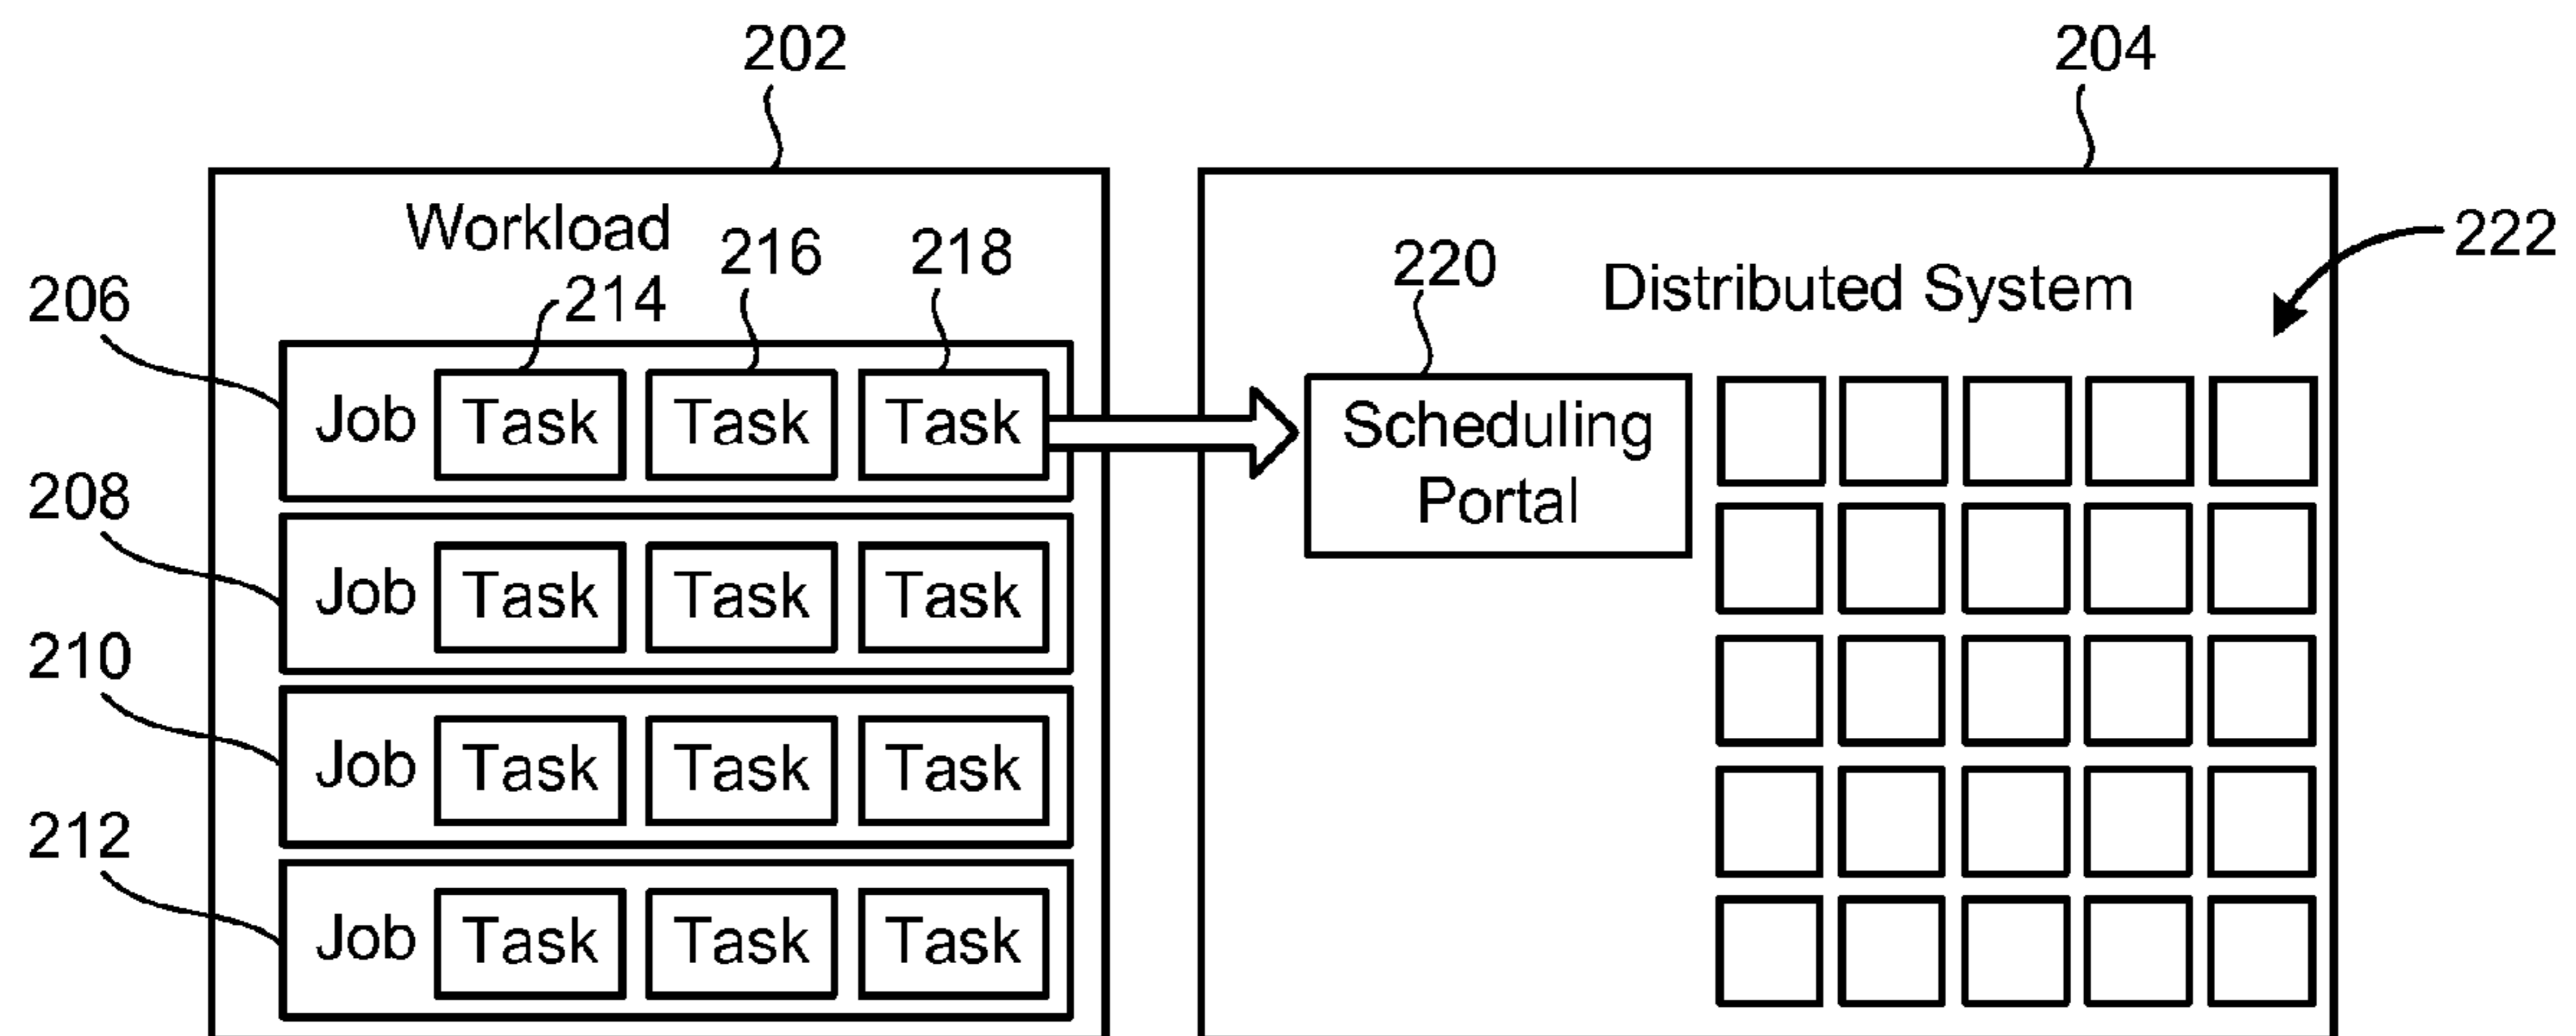 202
204
Workload
216
218
222
220
Distributed System
206
214
Job Task Task Task
Scheduling
Portal
208
Job Task Task Task
210
Job Task Task Task
212
Job Task Task Task